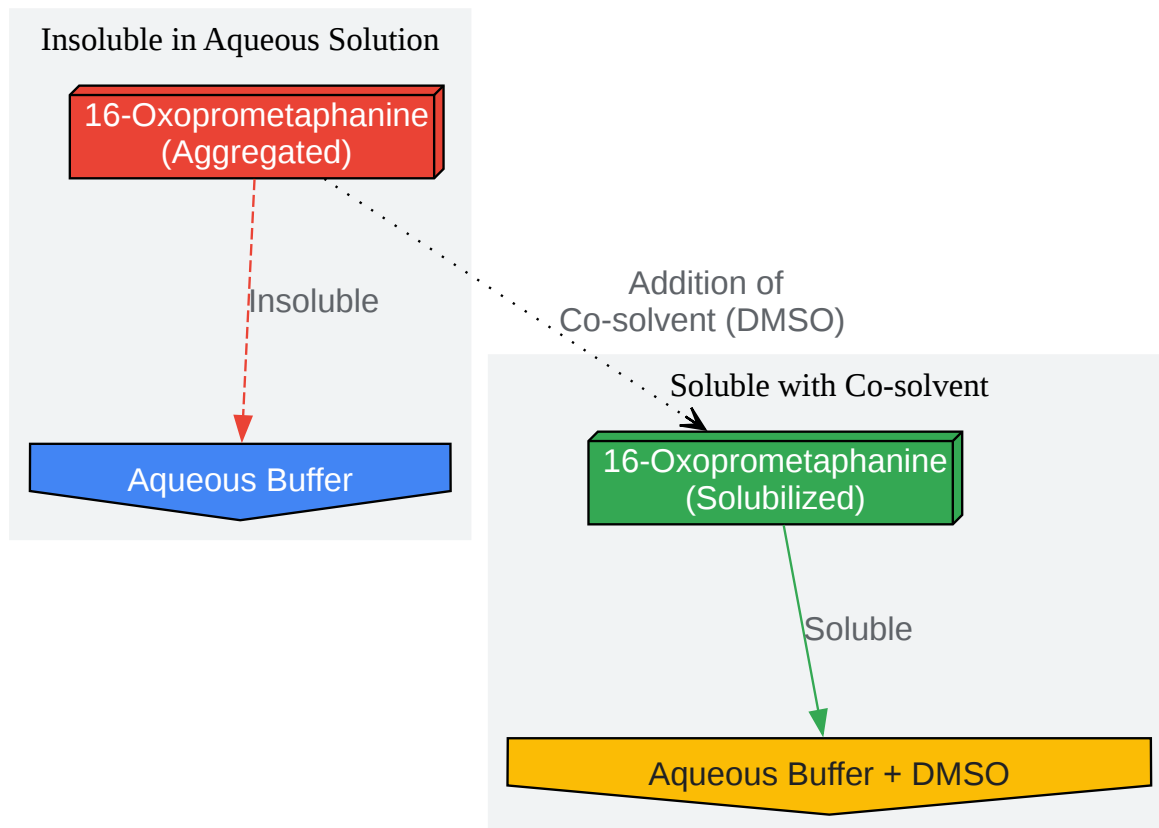 Insoluble in Aqueous Solution
16-Oxoprometaphanine
(Aggregated)
Insoluble
Addition of
Co-solvent (DMSO)
Aqueous Buffer
Soluble with Co-solvent
16-Oxoprometaphanine
(Solubilized)
Soluble
Aqueous Buffer + DMSO